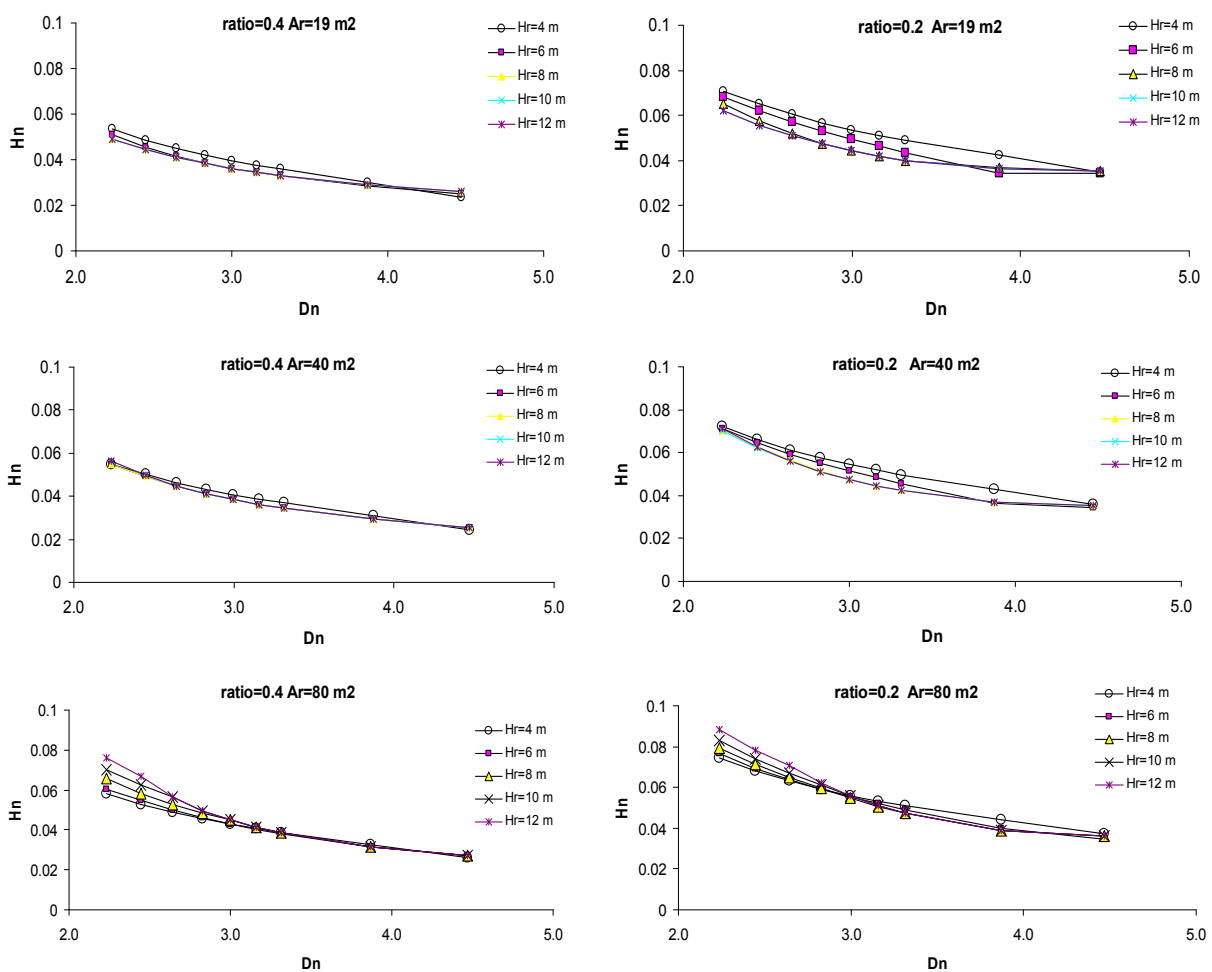 ratio=0.4 Ar=19 m2
0.1
0.08
0.06
0.04
0.02
0
Hn
2.0 3.0 4.0 5.0
Dn
Hr=4 m
Hr=6 m
Hr=8 m
Hr=10 m
Hr=12 m
ratio=0.2 Ar=19 m2
0.1
0.08
0.06
0.04
0.02
0
Hn
2.0 3.0 4.0 5.0
Dn
Hr=4 m
Hr=6 m
Hr=8 m
Hr=10 m
Hr=12 m
ratio=0.4 Ar=40 m2
0.1
0.08
0.06
0.04
0.02
0
Hn
2.0 3.0 4.0 5.0
Dn
Hr=4 m
Hr=6 m
Hr=8 m
Hr=10 m
Hr=12 m
ratio=0.2 Ar=40 m2
0.1
0.08
0.06
0.04
0.02
0
Hn
2.0 3.0 4.0 5.0
Dn
Hr=4 m
Hr=6 m
Hr=8 m
Hr=10 m
Hr=12 m
ratio=0.4 Ar=80 m2
0.1
0.08
0.06
0.04
0.02
0
Hn
2.0 3.0 4.0 5.0
Dn
Hr=4 m
Hr=6 m
Hr=8 m
Hr=10 m
Hr=12 m
ratio=0.2 Ar=80 m2
0.1
0.08
0.06
0.04
0.02
0
Hn
2.0 3.0 4.0 5.0
Dn
Hr=4 m
Hr=6 m
Hr=8 m
Hr=10 m
Hr=12 m